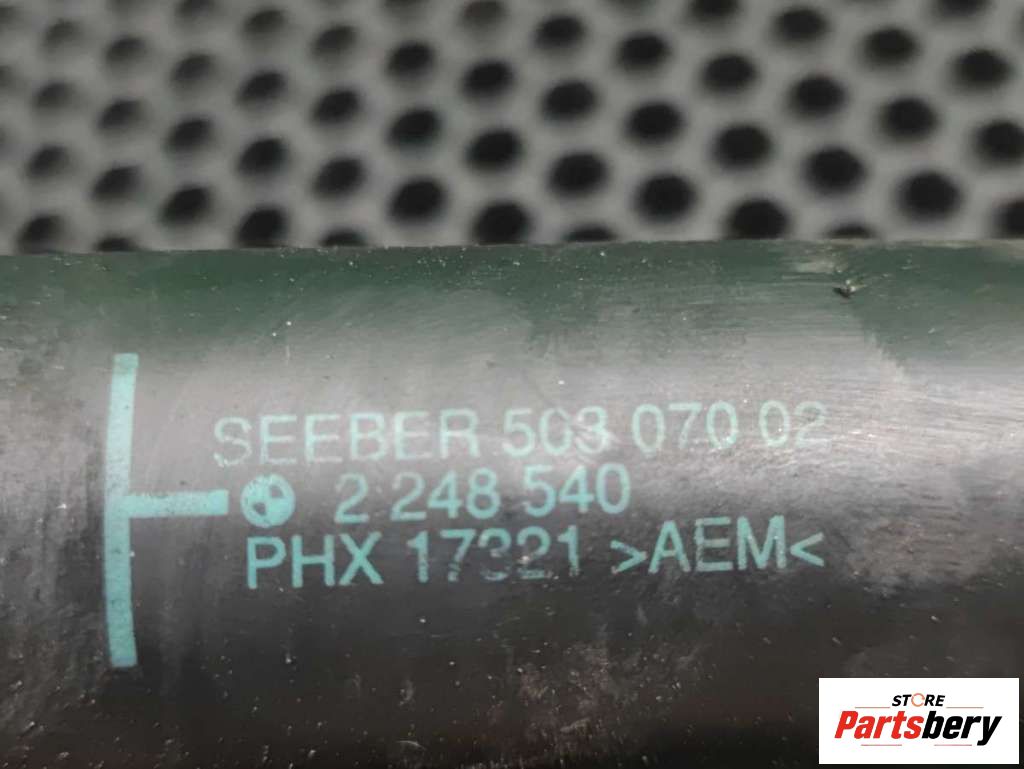 SEEBER 503 070 02
2 248 540
PHX 17321 >AEM<
STORE
Partsbery